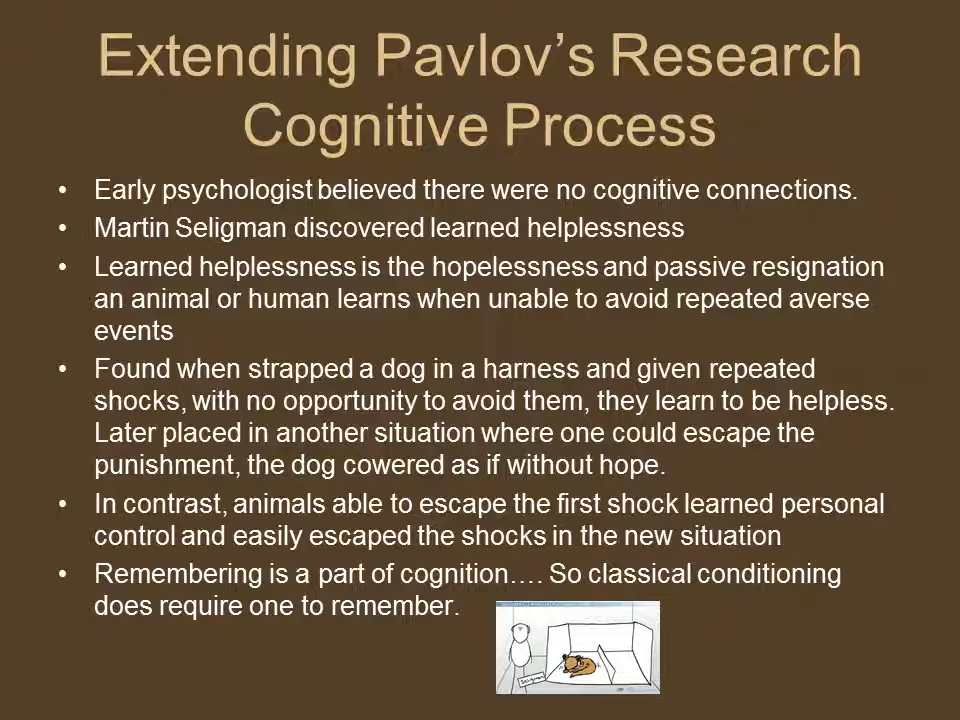 Extending Pavlov’s Research
Cognitive Process
• Early psychologist believed there were no cognitive connections.
• Martin Seligman discovered learned helplessness
• Learned helplessness is the hopelessness and passive resignation
an animal or human learns when unable to avoid repeated averse
events
• Found when strapped a dog in a harness and given repeated
shocks, with no opportunity to avoid them, they learn to be helpless.
Later placed in another situation where one could escape the
punishment, the dog cowered as if without hope.
• In contrast, animals able to escape the first shock learned personal
control and easily escaped the shocks in the new situation
• Remembering is a part of cognition…. So classical conditioning
does require one to remember.
Seligman